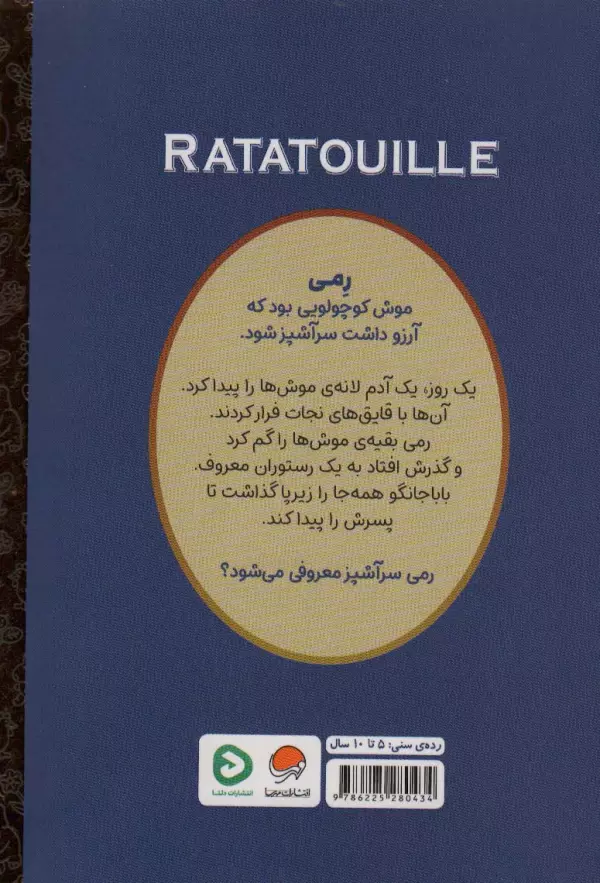 RATATOUILLE
رِمی
موش کوچولویی بود که
آرزو داشت سرآشپز شود.
یک روز، یک آدم لانه‌ی موش‌ها را پیدا کرد.
آن‌ها با قایق‌های نجات فرار کردند.
رمی بقیه‌ی موش‌ها را گم کرد
و گذرش افتاد به یک رستوران معروف.
باباجانگو همه‌جا را زیرپا گذاشت تا
پسرش را پیدا کند.
رمی سرآشپز معروفی می‌شود؟
رده‌ی سنی: ۵ تا ۱۰ سال
انتشارات
انتشارات دلشا
9 786225 280434